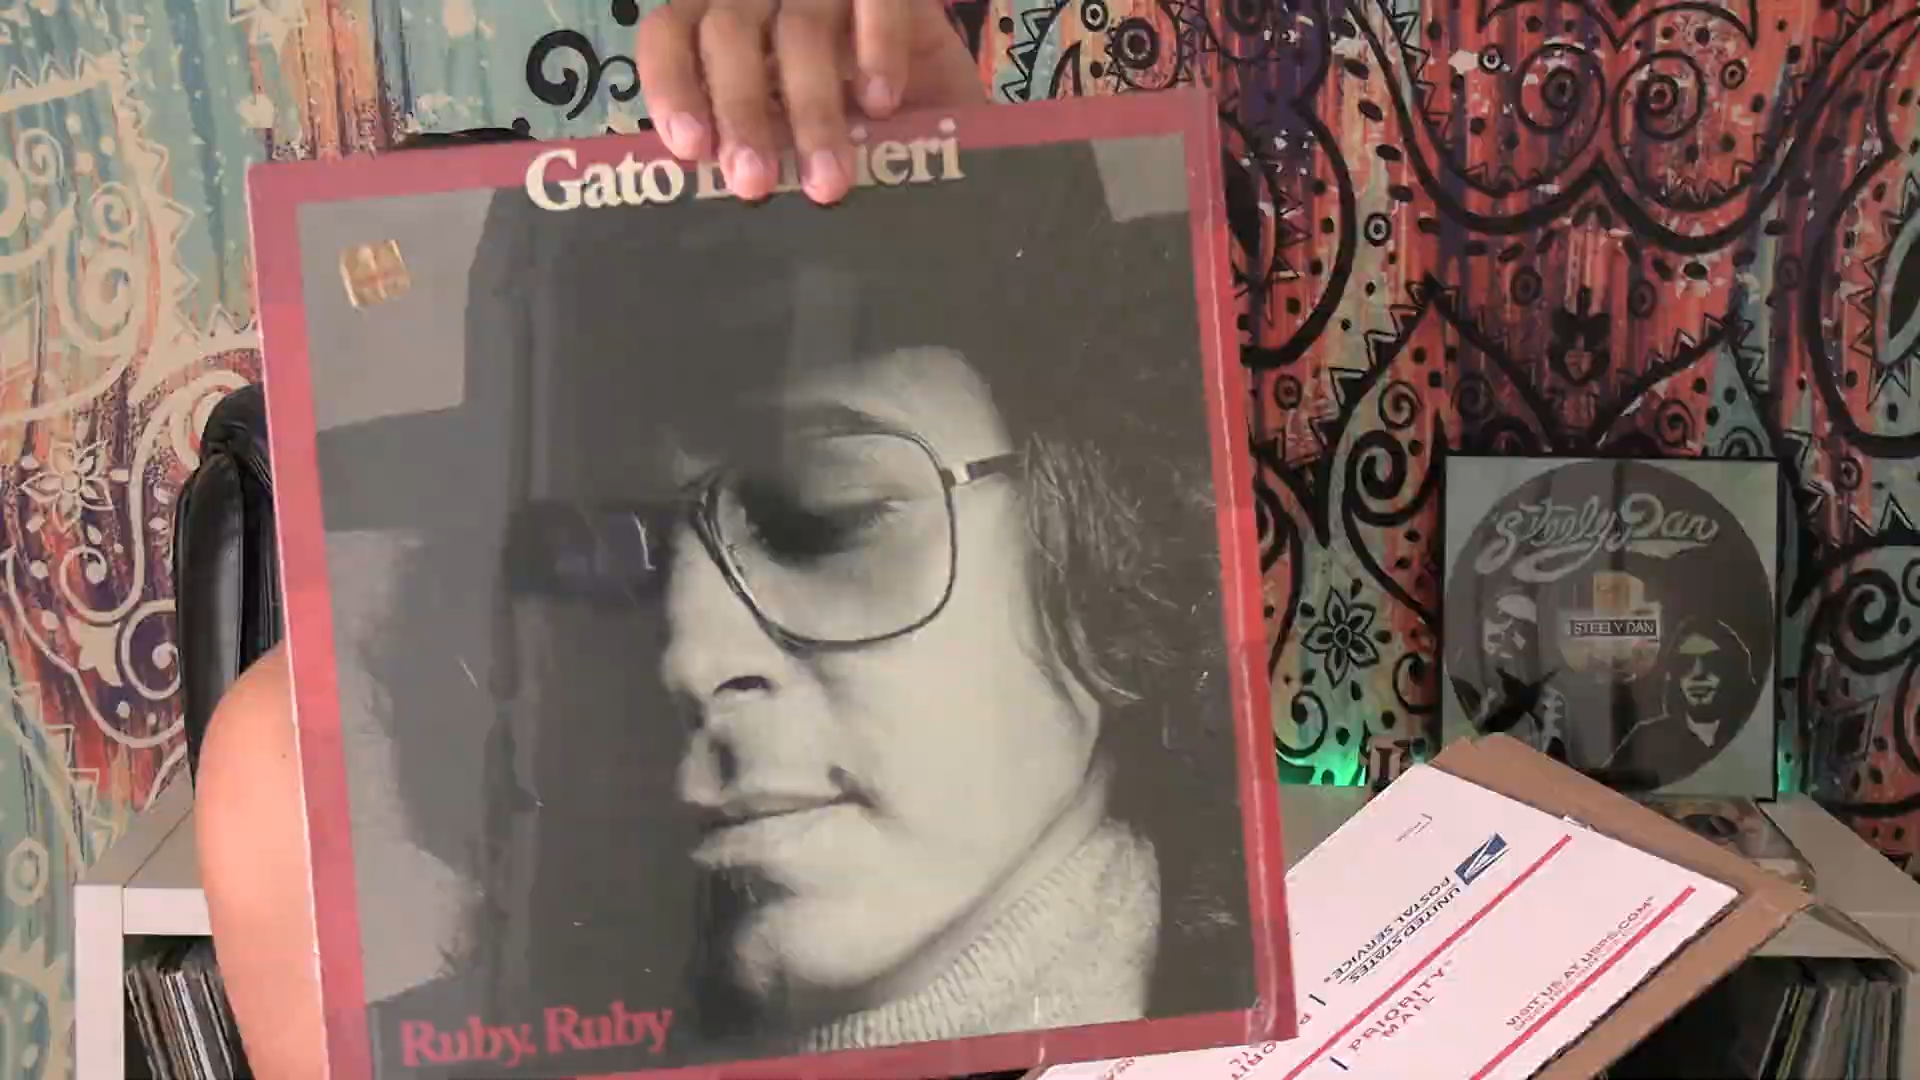 Gato
Ruby, Ruby
Steely Dan
STEELY DAN
UNITED STATES
POSTAL SERVICE®
PRIORITY®
MAIL
VISIT US AT USPS.COM®